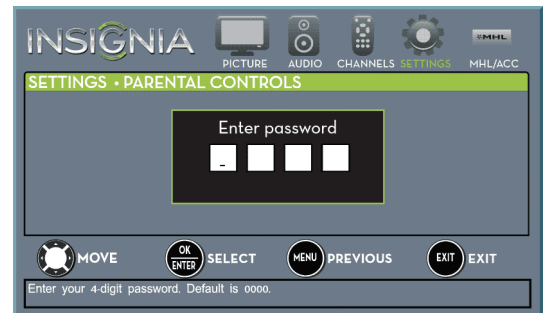 INSIGNIA
PICTURE AUDIO CHANNELS SETTINGS MHL/ACC
MHL
SETTINGS • PARENTAL CONTROLS
Enter password
_
MOVE OK ENTER SELECT MENU PREVIOUS EXIT EXIT
Enter your 4-digit password. Default is 0000.